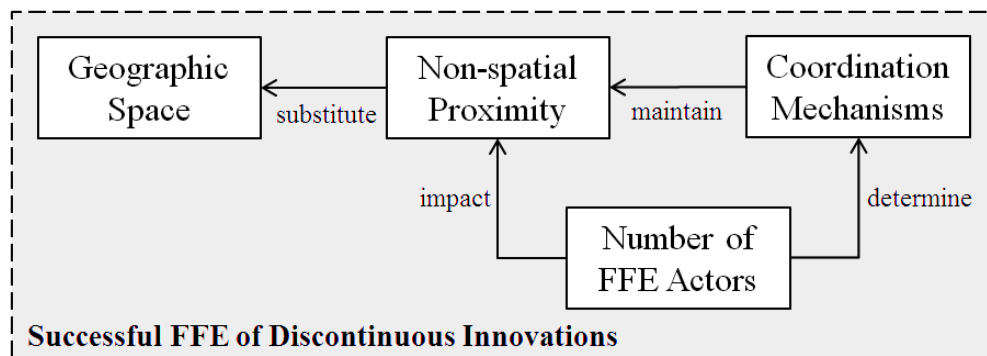 Geographic
Space
substitute
Non-spatial
Proximity
maintain
Coordination
Mechanisms
impact
determine
Number of
FFE Actors
Successful FFE of Discontinuous Innovations